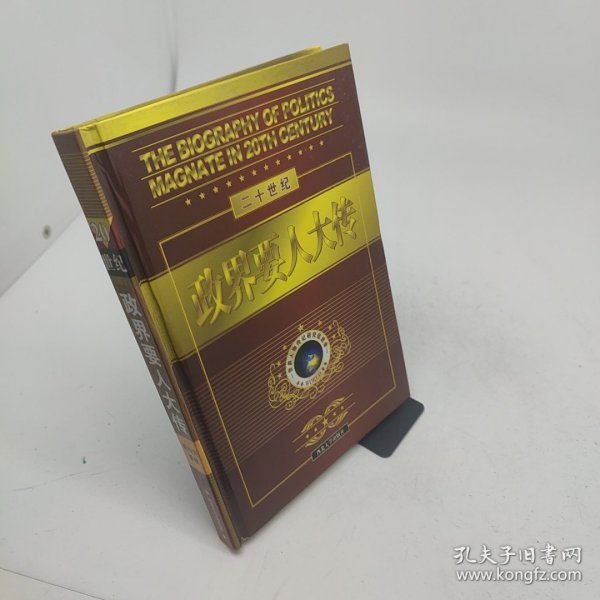 THE BIOGRAPHY OF POLITICS
MAGNATE IN 20TH CENTURY
二十世纪
政界要人大传
20
世纪
政界要人大传
孔夫子旧书网
www.kongfz.com